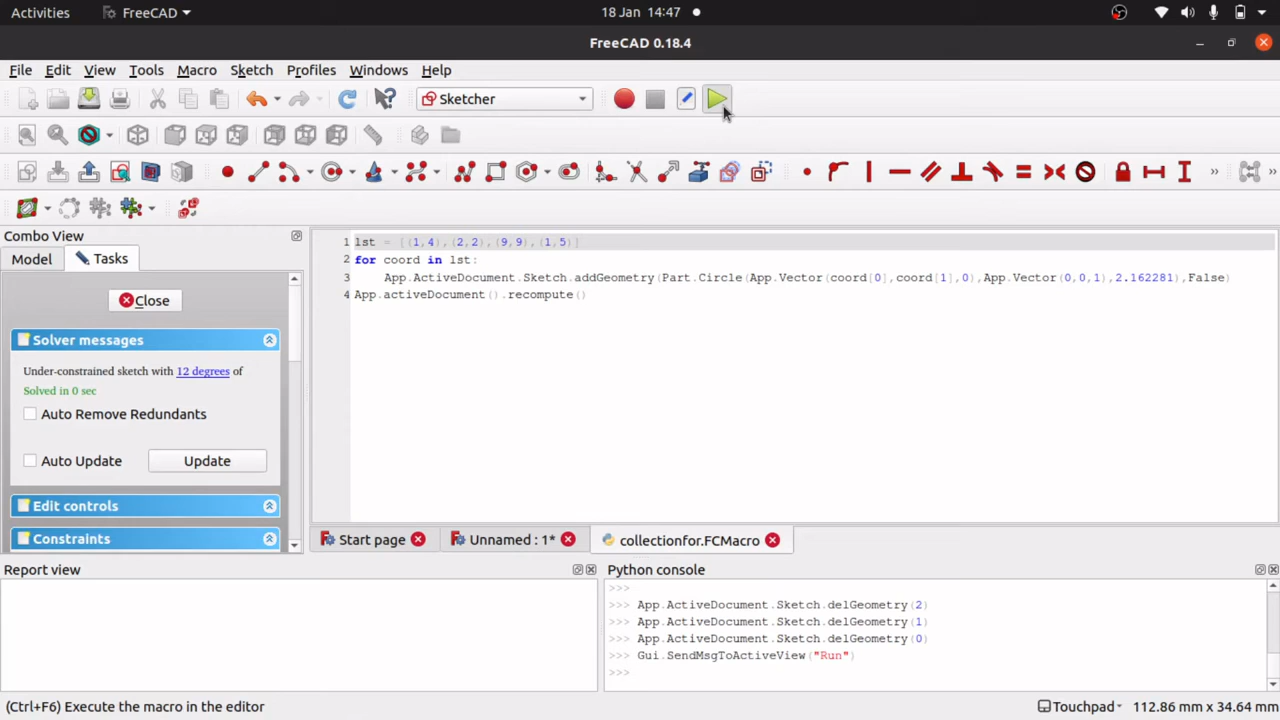 Activities FreeCAD 18 Jan 14:47
FreeCAD 0.18.4
File Edit View Tools Macro Sketch Profiles Windows Help
Sketcher
Combo View
Model Tasks
Close
Solver messages
Under-constrained sketch with 12 degrees of
Solved in 0 sec
Auto Remove Redundants
Auto Update Update
Edit controls
Constraints
1 lst = [(1,4),(2,2),(9,9),(1,5)]
2 for coord in lst:
3 App.ActiveDocument.Sketch.addGeometry(Part.Circle(App.Vector(coord[0],coord[1],0),App.Vector(0,0,1),2.162281),False)
4 App.activeDocument().recompute()
Start page Unnamed : 1* collectionfor.FCMacro
Report view
Python console
>>>
>>> App.ActiveDocument.Sketch.delGeometry(2)
>>> App.ActiveDocument.Sketch.delGeometry(1)
>>> App.ActiveDocument.Sketch.delGeometry(0)
>>> Gui.SendMsgToActiveView("Run")
>>>
(Ctrl+F6) Execute the macro in the editor Touchpad 112.86 mm x 34.64 mm